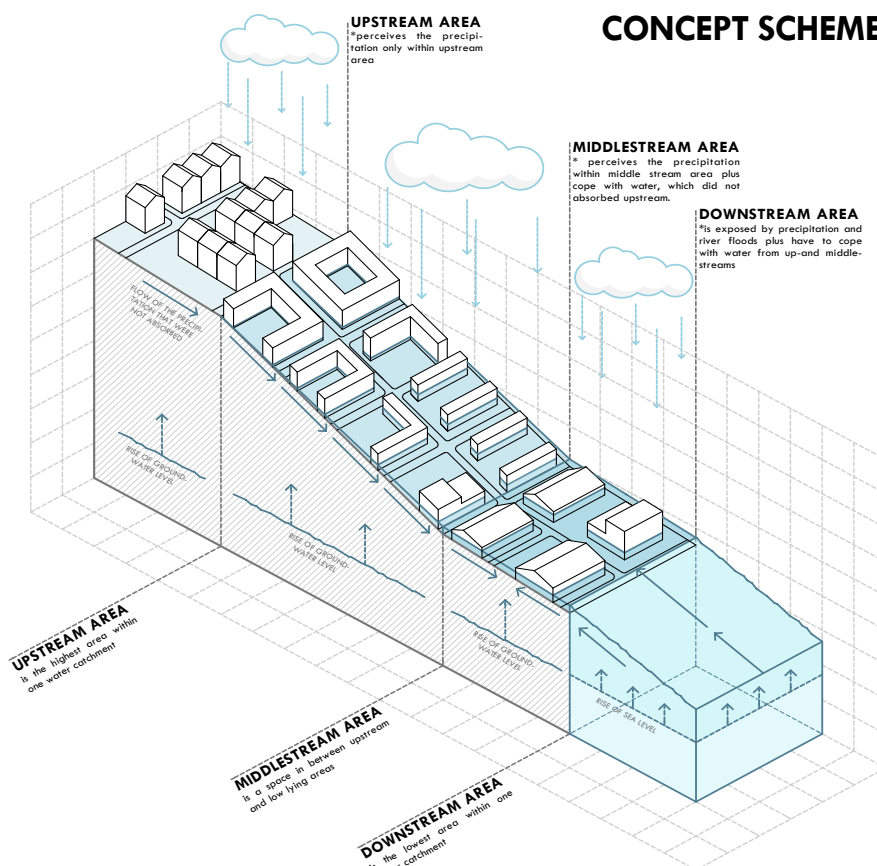 CONCEPT SCHEME
UPSTREAM AREA
*perceives the precipi-
tation only within upstream
area
MIDDLESTREAM AREA
* perceives the precipitation
within middle stream area plus
cope with water, which did not
absorbed upstream.
DOWNSTREAM AREA
*is exposed by precipitation and
river floods plus have to cope
with water from up-and middle-
streams
FLOW OF THE PRECIPI-
TATION THAT WERE
NOT ABSORBED
RISE OF GROUND-
WATER LEVEL
RISE OF GROUND-
WATER LEVEL
RISE OF GROUND-
WATER LEVEL
RISE OF SEA LEVEL
UPSTREAM AREA
is the highest area within
one water catchment
MIDDLESTREAM AREA
is a space in between upstream
and low lying areas
DOWNSTREAM AREA
the lowest area within one
catchment